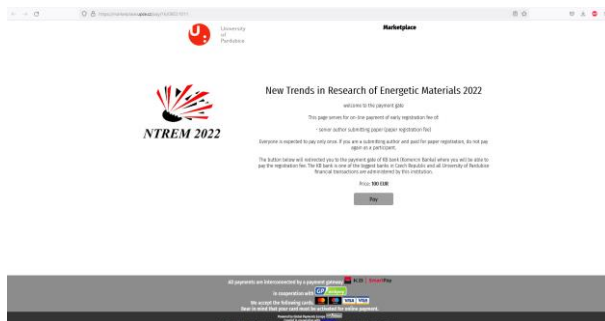 University
of
Pardubice
Marketplace
New Trends in Research of Energetic Materials 2022
welcome to the payment gate
This page serves for on line payment of early registration fee of:
- senior author submitting paper (paper registration fee)
Everyone is expected to pay only once. If you are a submitting author and paid for paper registration, do not pay
again as a participant.
The button below will redirected you to the payment gate of KB bank (Komercni Banka) where you will be able to
pay the registration fee. The KB bank is one of the biggest banks in Czech Republic and all University of Pardubice
financial transactions are administered by this institution.
Price: 100 EUR
Pay
NTREM 2022
All payments are interconnected by a payment gateway
in cooperation with GP
We accept the following cards: VISA VISA
Bear in mind that your card must be activated for online payment.